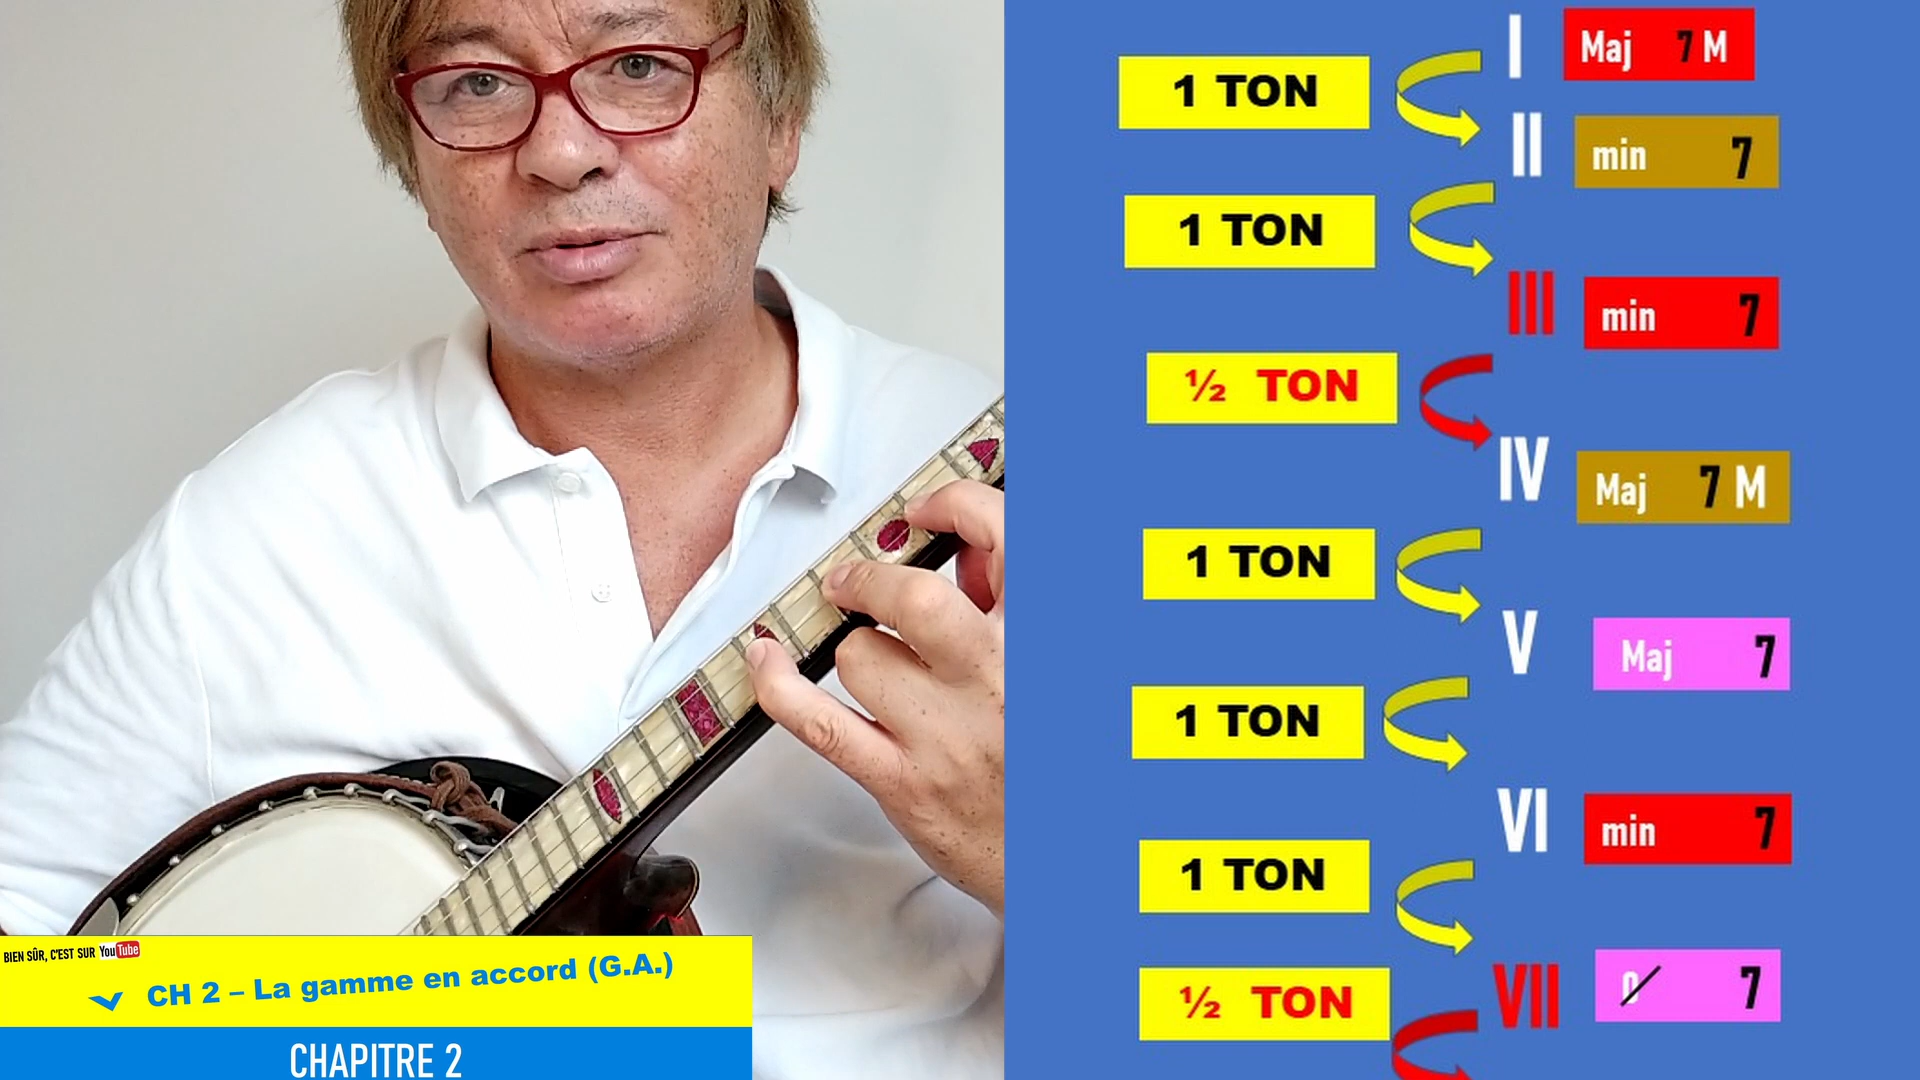 BIEN SÛR, C'EST SUR YouTube
CH 2 – La gamme en accord (G.A.)
CHAPITRE 2
I Maj 7 M
1 TON
II min 7
1 TON
III min 7
½ TON
IV Maj 7 M
1 TON
V Maj 7
1 TON
VI min 7
1 TON
VII Ø 7
½ TON